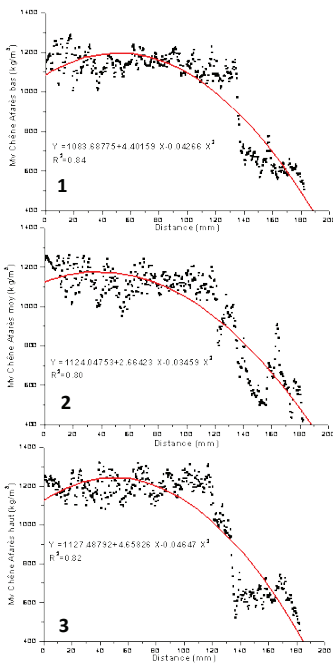 1400
1200
1000
800
600
400
Mv Chêne Afarès bas (kg/m³)
Y =1083.68775+4.40159 X-0.04266 X²
R²=0.84
1
0 20 40 60 80 100 120 140 160 180 200
Distance (mm)
1400
1200
1000
800
600
400
Mv Chêne Afarès moy (kg/m³)
Y =1124.04753+2.66423 X-0.03459 X²
R²=0.80
2
0 20 40 60 80 100 120 140 160 180 200
Distance (mm)
1400
1200
1000
800
600
400
Mv Chêne Afarès haut (kg/m³)
Y =1127.48792+4.65826 X-0.04647 X²
R²=0.82
3
0 20 40 60 80 100 120 140 160 180 200
Distance (mm)